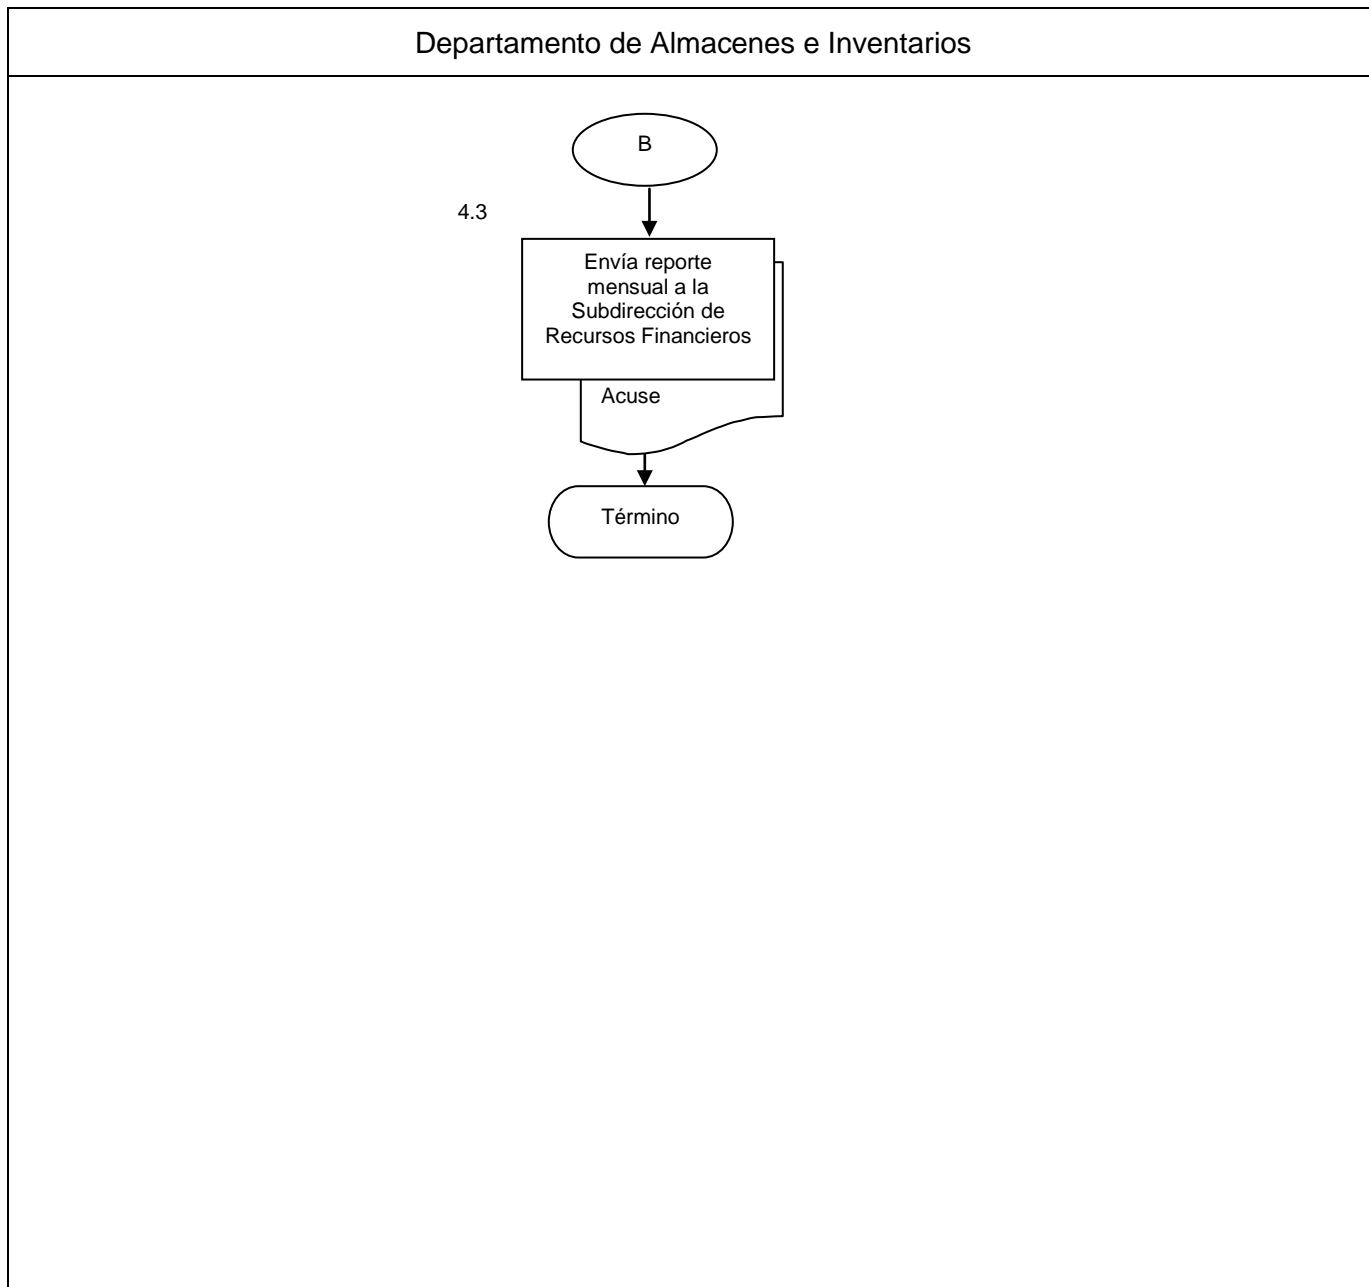 Departamento de Almacenes e Inventarios
B
4.3
Envía reporte
mensual a la
Subdirección de
Recursos Financieros
Acuse
Término